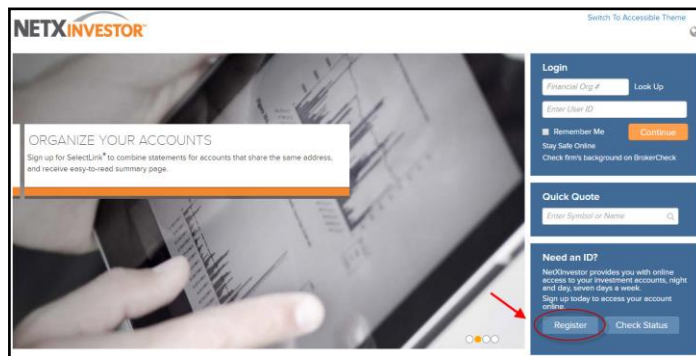 NETXINVESTOR™
Switch To Accessible Theme
ORGANIZE YOUR ACCOUNTS
Sign up for SelectLink® to combine statements for accounts that share the same address,
and receive easy-to-read summary page.
Login
Financial Org #
Look Up
Enter User ID
Remember Me
Continue
Stay Safe Online
Check firm's background on BrokerCheck
Quick Quote
Enter Symbol or Name
Need an ID?
NetXInvestor provides you with online
access to your investment accounts, night
and day, seven days a week.
Sign up today to access your account
online.
Register
Check Status